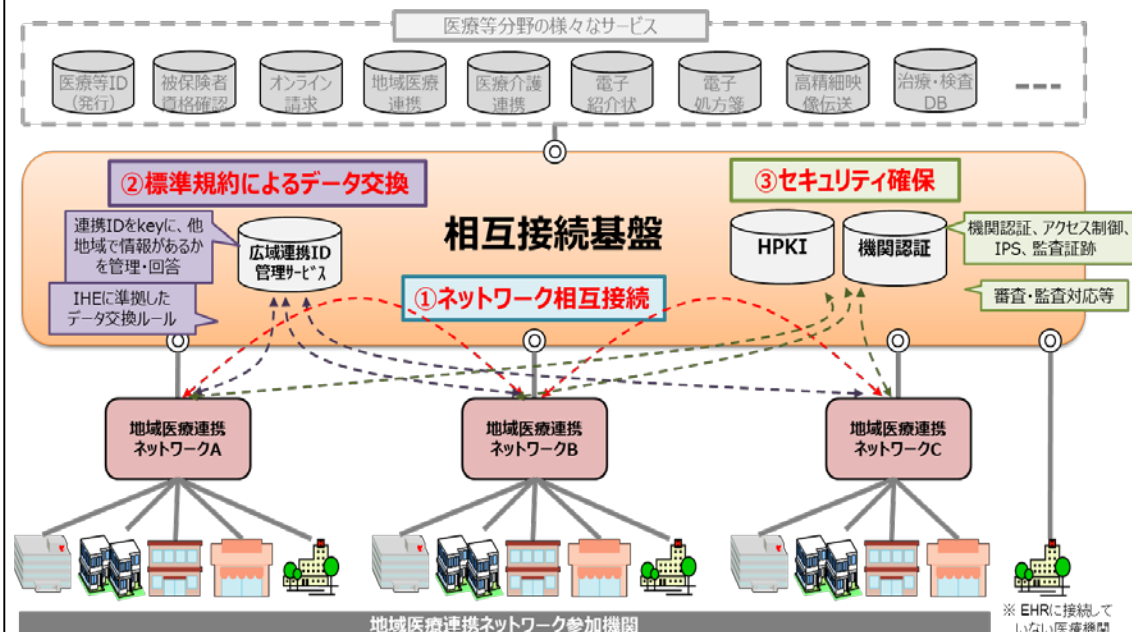 医療等分野の様々なサービス
医療等ID
(発行)
被保険者
資格確認
オンライン
請求
地域医療
連携
医療介護
連携
電子
紹介状
電子
処方箋
高精細映
像伝送
治療・検査
DB
②標準規約によるデータ交換
③セキュリティ確保
連携IDをkeyに、他
地域で情報があるか
を管理・回答
広域連携ID
管理サービス
相互接続基盤
HPKI
機関認証
機関認証、アクセス制御、
IPS、監査証跡
IHEに準拠した
データ交換ルール
①ネットワーク相互接続
審査・監査対応等
地域医療連携
ネットワークA
地域医療連携
ネットワークB
地域医療連携
ネットワークC
地域医療連携ネットワーク参加機関
※ EHRに接続して
いない医療機関